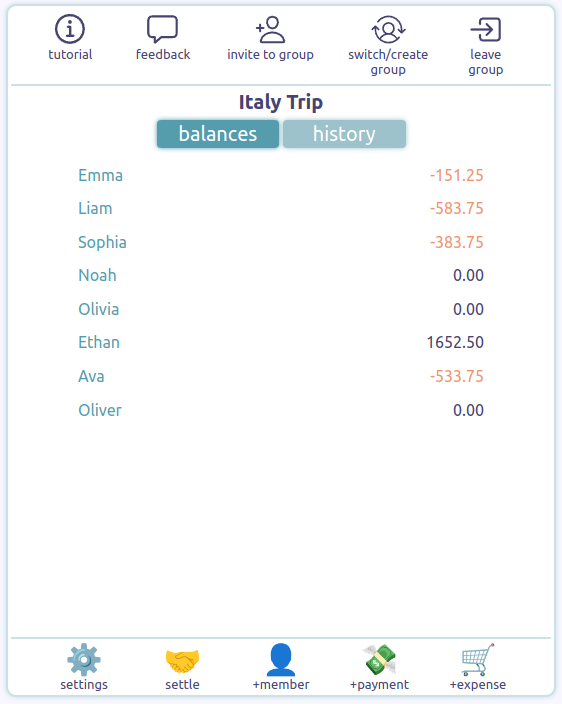 tutorial feedback invite to group switch/create group leave group
Italy Trip
balances history
Emma -151.25
Liam -583.75
Sophia -383.75
Noah 0.00
Olivia 0.00
Ethan 1652.50
Ava -533.75
Oliver 0.00
settings settle +member +payment +expense